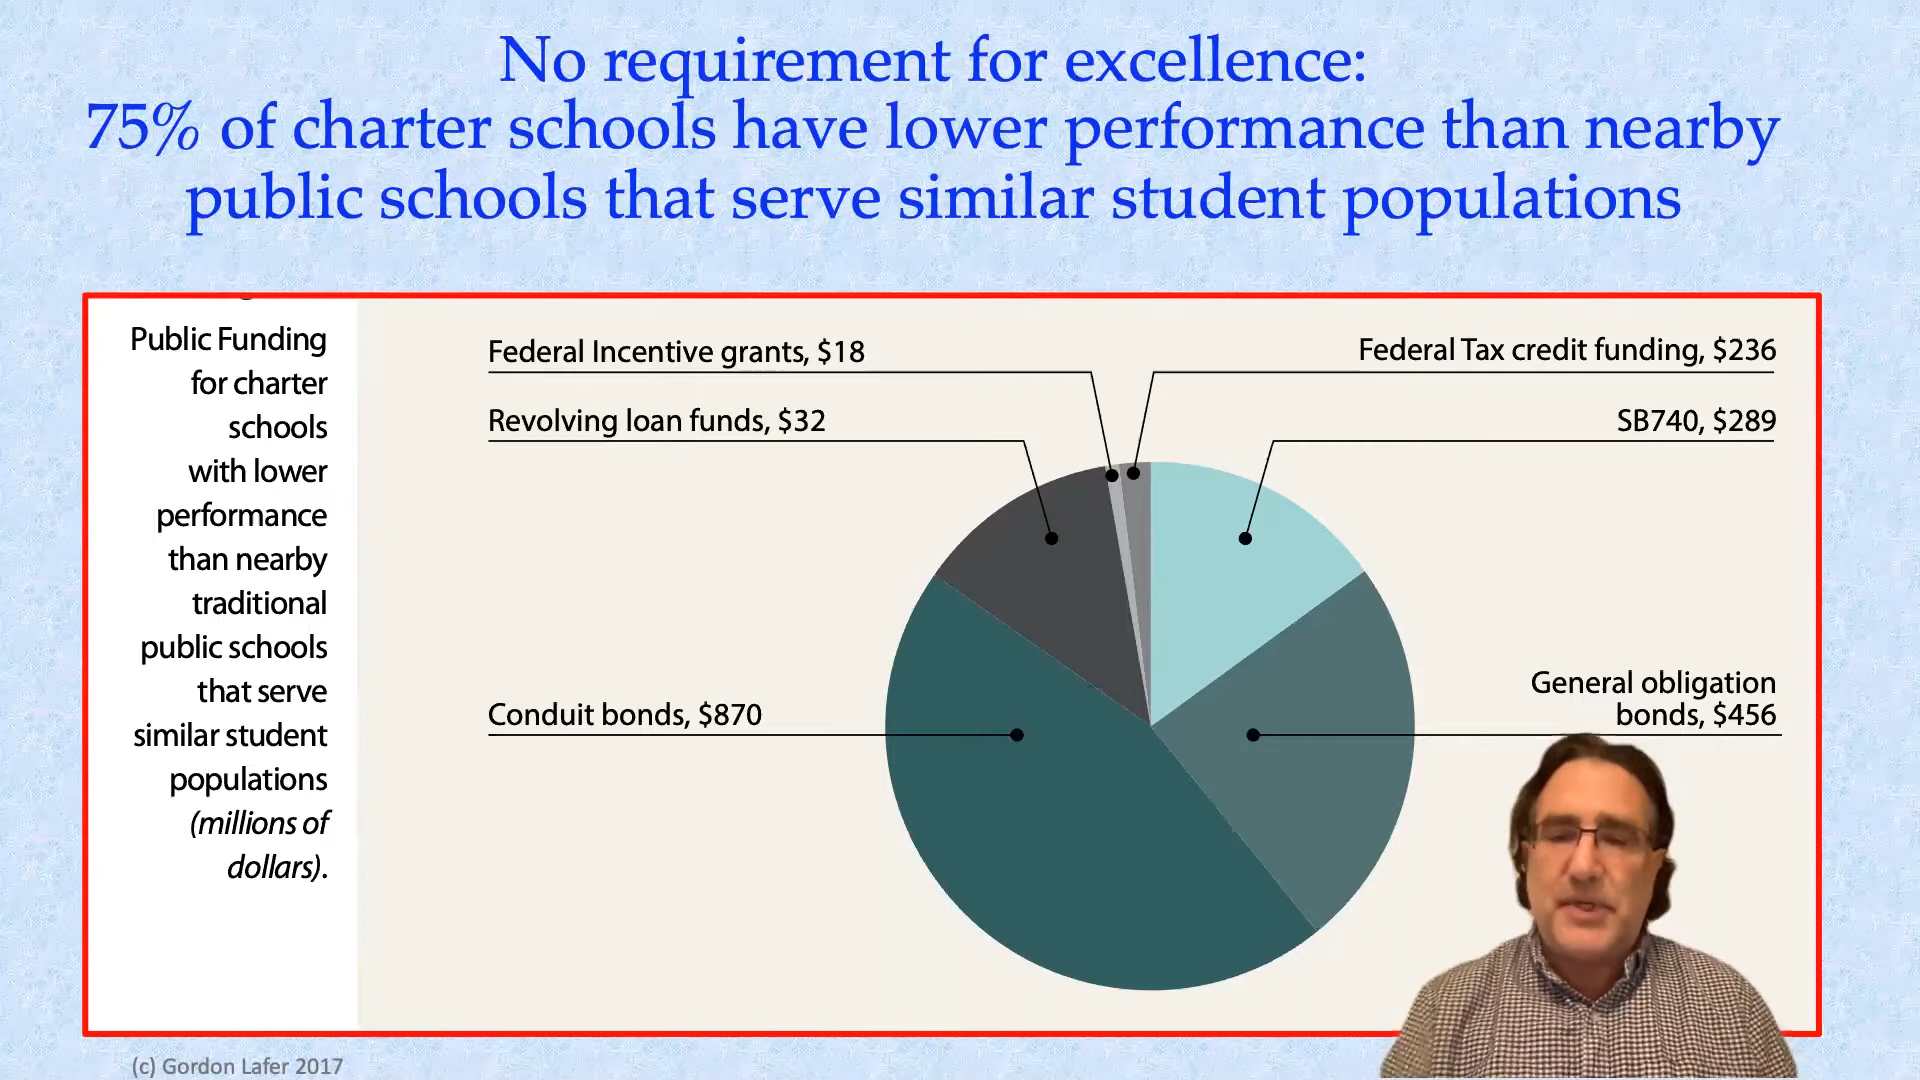 No requirement for excellence:
75% of charter schools have lower performance than nearby
public schools that serve similar student populations
Public Funding
for charter
schools
with lower
performance
than nearby
traditional
public schools
that serve
similar student
populations
(millions of
dollars).
Federal Incentive grants, $18
Federal Tax credit funding, $236
Revolving loan funds, $32
SB740, $289
Conduit bonds, $870
General obligation
bonds, $456
(c) Gordon Lafer 2017